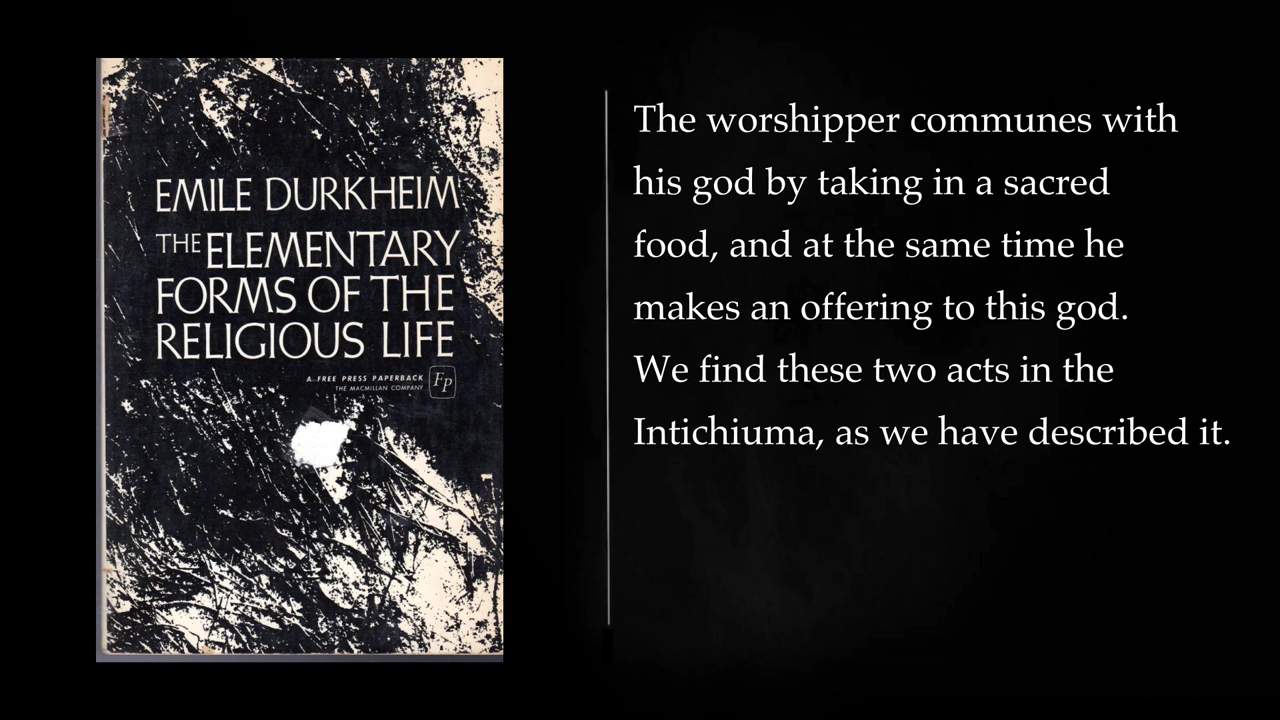 EMILE DURKHEIM
THE ELEMENTARY
FORMS OF THE
RELIGIOUS LIFE
A FREE PRESS PAPERBACK
THE MACMILLAN COMPANY
Fp
The worshipper communes with
his god by taking in a sacred
food, and at the same time he
makes an offering to this god.
We find these two acts in the
Intichiuma, as we have described it.